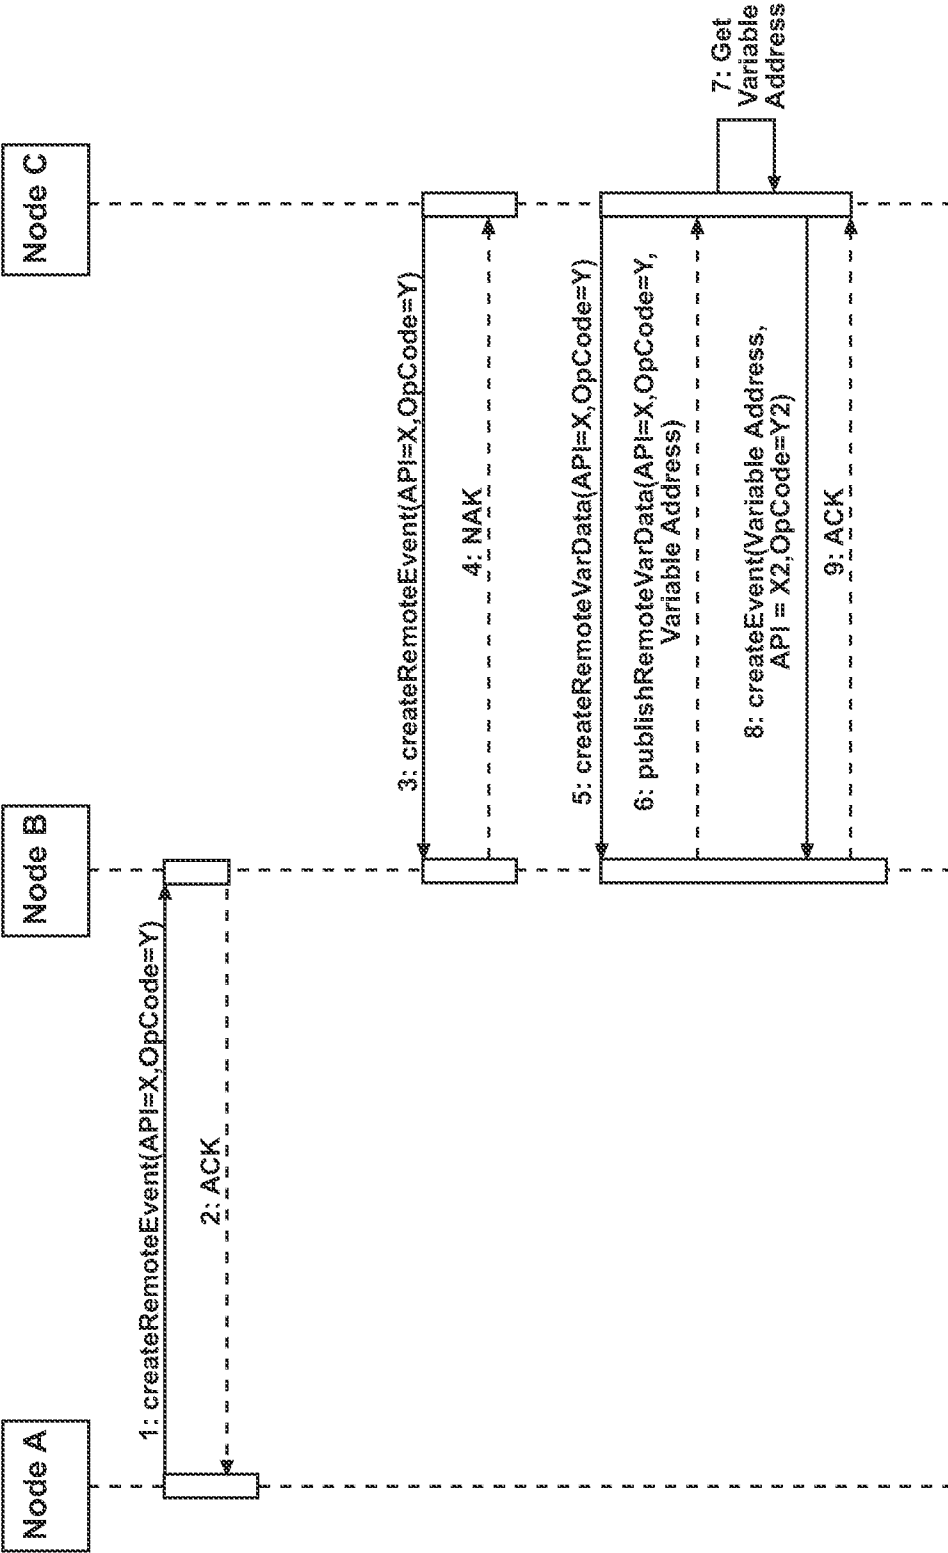 Node A
Node B
Node C
1: createRemoteEvent(API=X,OpCode=Y)
2: ACK
3: createRemoteEvent(API=X,OpCode=Y)
4: NAK
5: createRemoteVarData(API=X,OpCode=Y)
6: publishRemoteVarData(API=X,OpCode=Y,
Variable Address)
7: Get
Variable
Address
8: createEvent(Variable Address,
API = X2,OpCode=Y2)
9: ACK